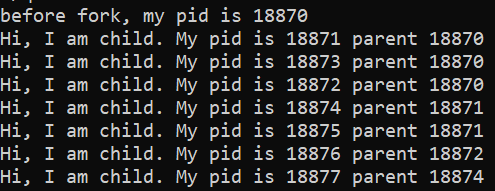 before fork, my pid is 18870
Hi, I am child. My pid is 18871 parent 18870
Hi, I am child. My pid is 18873 parent 18870
Hi, I am child. My pid is 18872 parent 18870
Hi, I am child. My pid is 18874 parent 18871
Hi, I am child. My pid is 18875 parent 18871
Hi, I am child. My pid is 18876 parent 18872
Hi, I am child. My pid is 18877 parent 18874